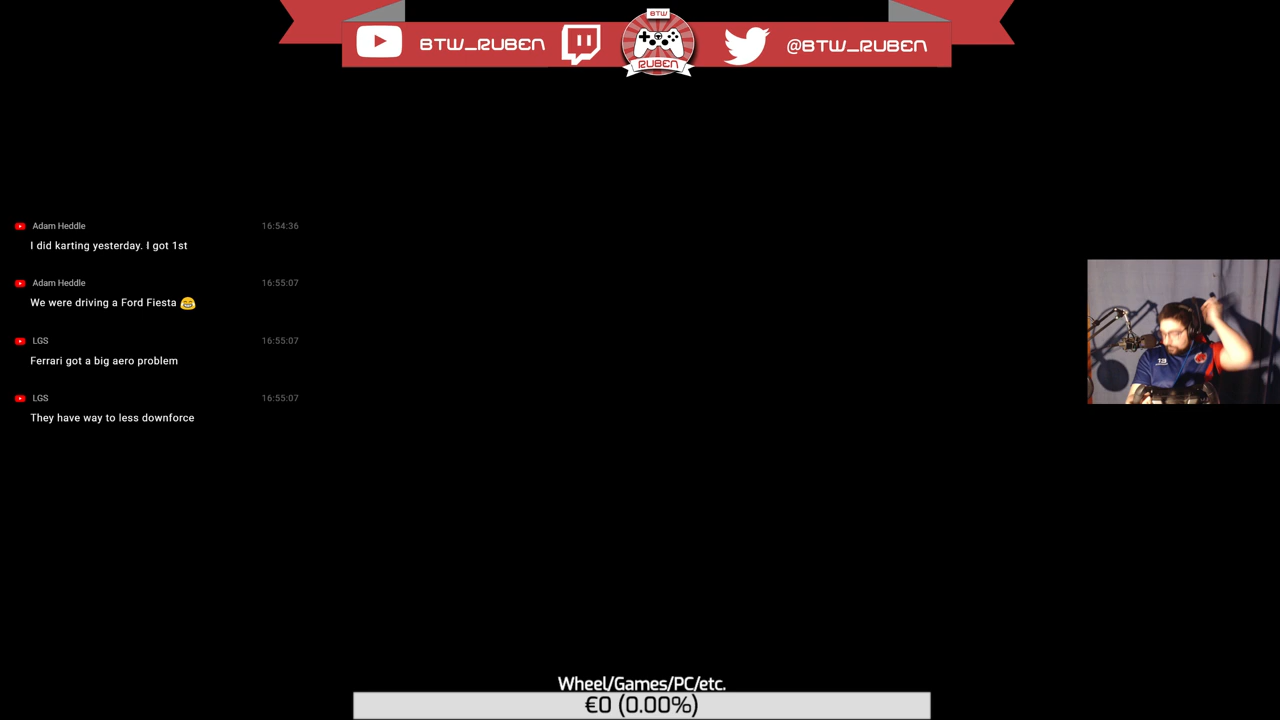 BTW
BTW_RUBEN
RUBEN
@BTW_RUBEN
Adam Heddle 16:54:36
I did karting yesterday. I got 1st
Adam Heddle 16:55:07
We were driving a Ford Fiesta 😁
LGS 16:55:07
Ferrari got a big aero problem
LGS 16:55:07
They have way to less downforce
Wheel/Games/PC/etc.
€0 (0.00%)